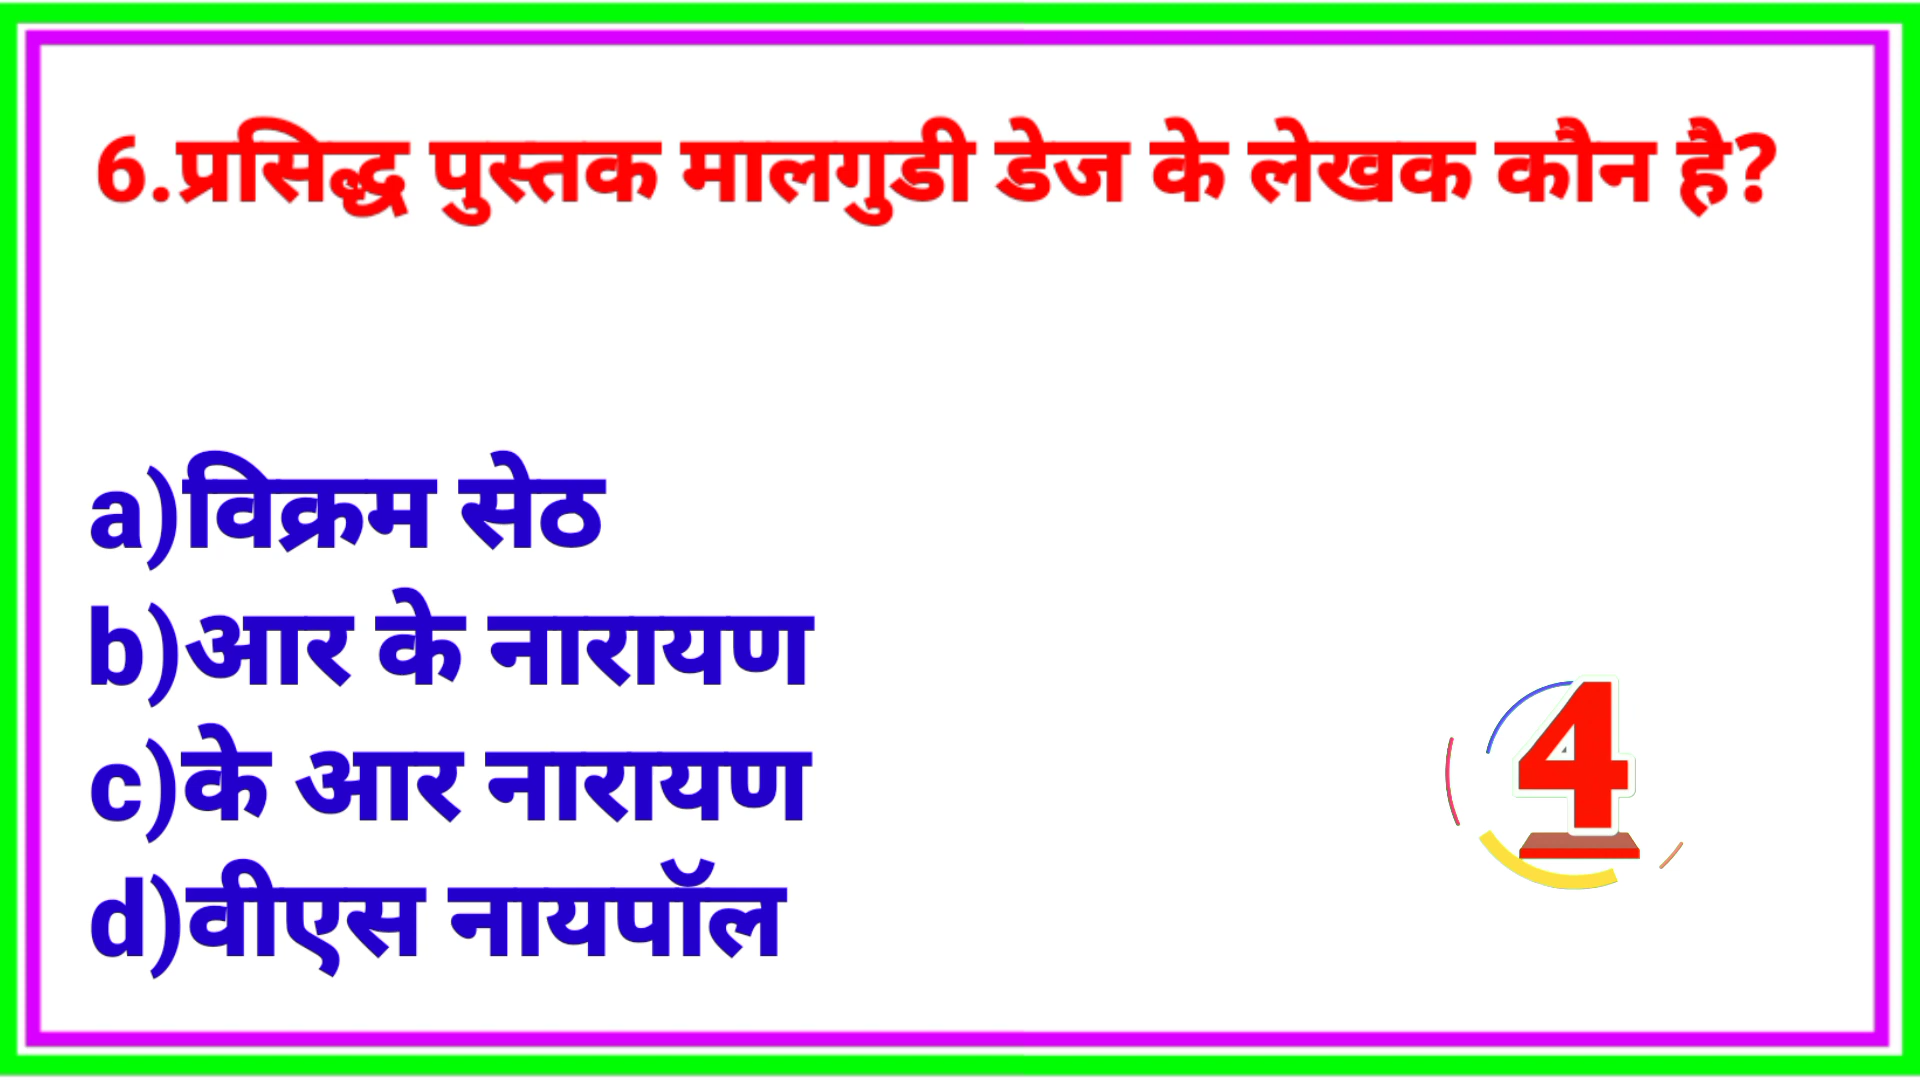 6.प्रसिद्ध पुस्तक मालगुडी डेज के लेखक कौन है?
a)विक्रम सेठ
b)आर के नारायण
c)के आर नारायण
d)वीएस नायपॉल
4